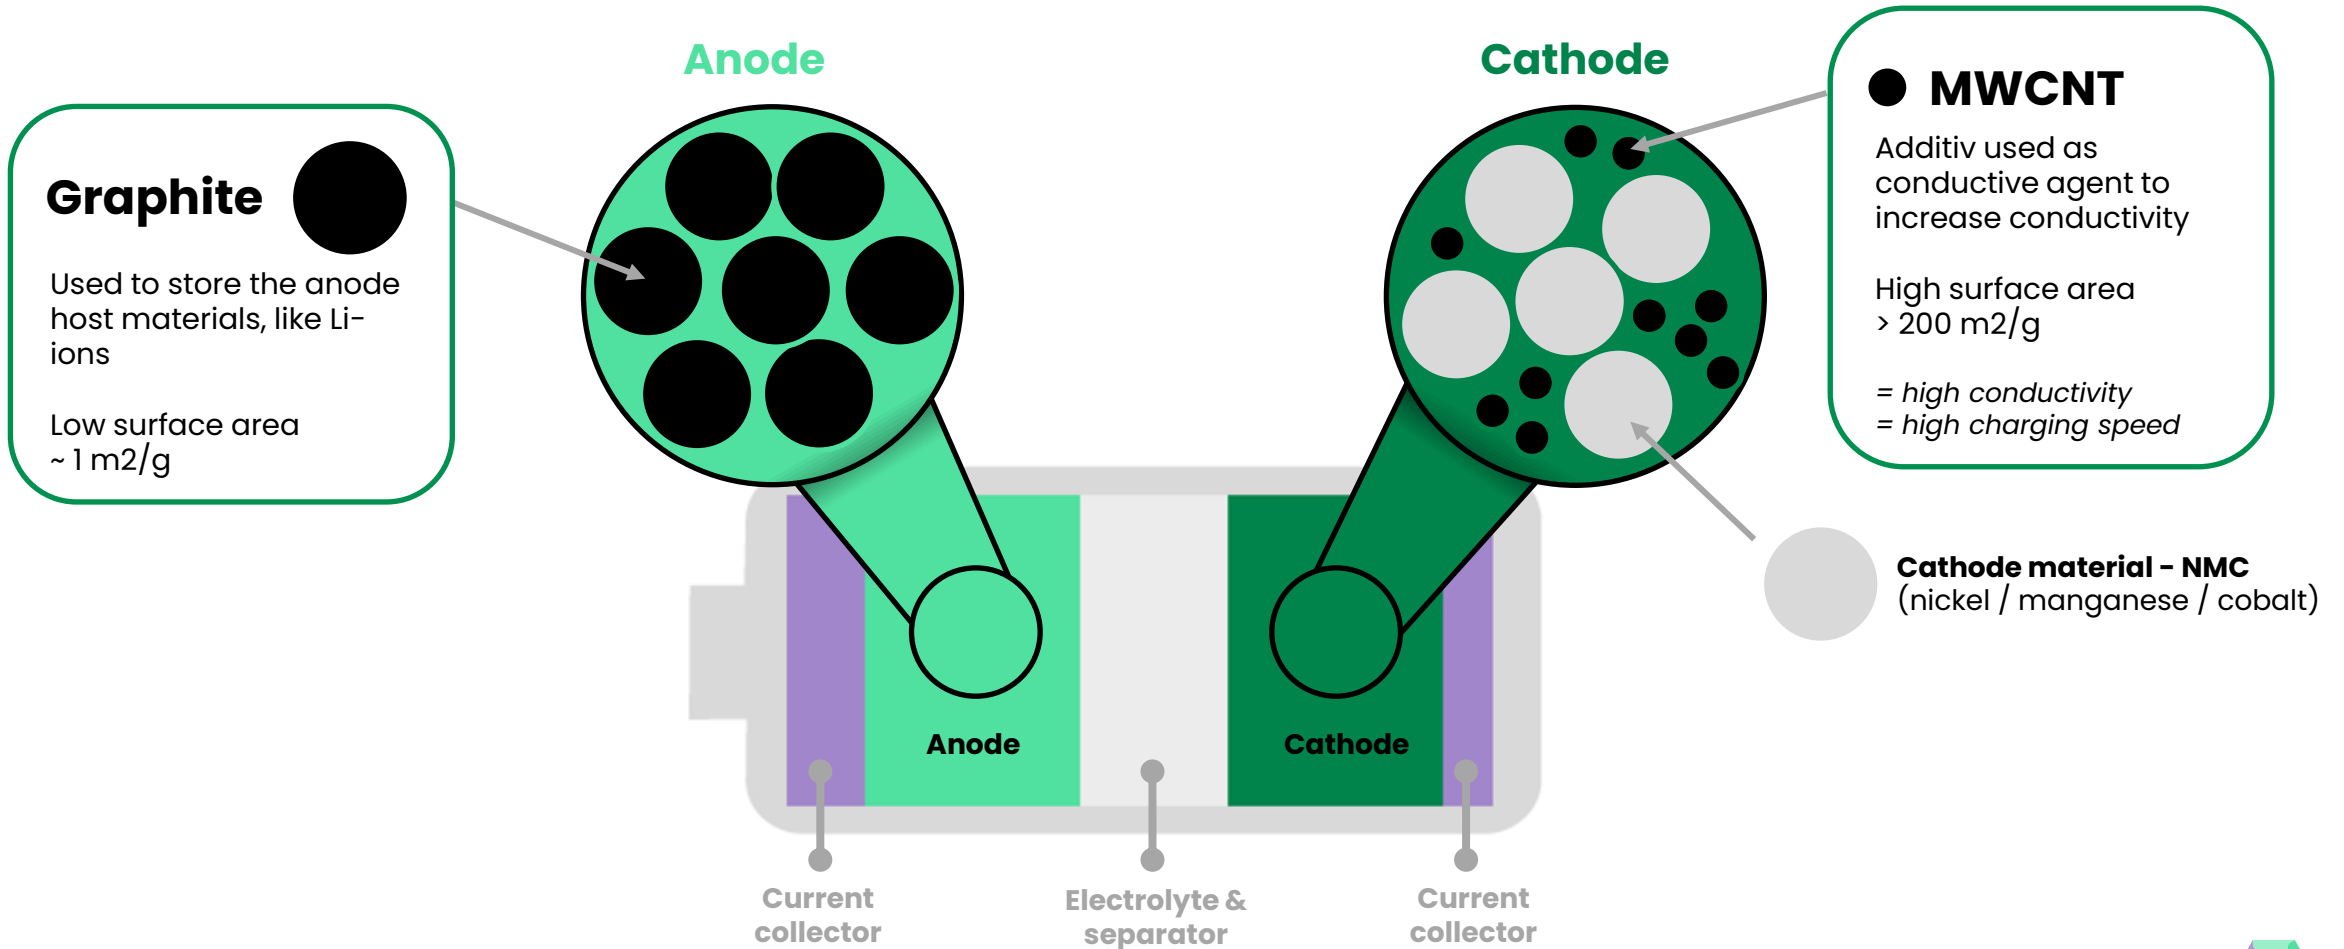 Anode
Cathode
Graphite
Used to store the anode
host materials, like Li-
ions
Low surface area
~ 1 m2/g
MWCNT
Additiv used as
conductive agent to
increase conductivity
High surface area
> 200 m2/g
= high conductivity
= high charging speed
Cathode material - NMC
(nickel / manganese / cobalt)
Anode
Cathode
Current
collector
Electrolyte &
separator
Current
collector